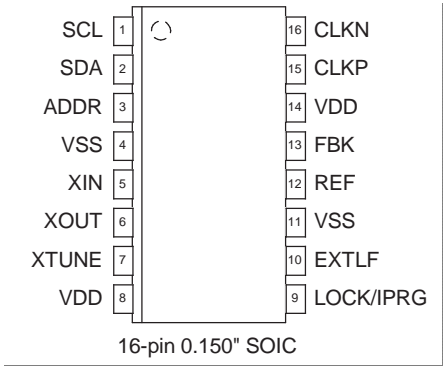 SCL 1 16 CLKN
SDA 2 15 CLKP
ADDR 3 14 VDD
VSS 4 13 FBK
XIN 5 12 REF
XOUT 6 11 VSS
XTUNE 7 10 EXTLF
VDD 8 9 LOCK/IPRG
16-pin 0.150" SOIC